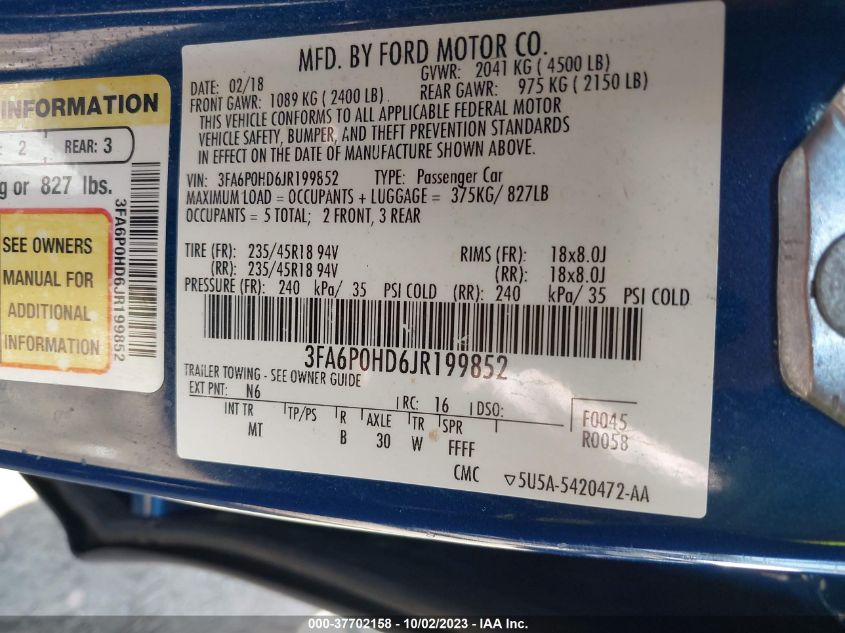 INFORMATION
: 2 REAR: 3
g or 827 lbs.
SEE OWNERS
MANUAL FOR
ADDITIONAL
INFORMATION
3FA6P0HD6JR199852
MFD. BY FORD MOTOR CO.
DATE: 02/18 GVWR: 2041 KG ( 4500 LB)
FRONT GAWR: 1089 KG ( 2400 LB) REAR GAWR: 975 KG ( 2150 LB)
THIS VEHICLE CONFORMS TO ALL APPLICABLE FEDERAL MOTOR
VEHICLE SAFETY, BUMPER, AND THEFT PREVENTION STANDARDS
IN EFFECT ON THE DATE OF MANUFACTURE SHOWN ABOVE.
VIN: 3FA6P0HD6JR199852 TYPE: Passenger Car
MAXIMUM LOAD = OCCUPANTS + LUGGAGE = 375KG/ 827LB
OCCUPANTS = 5 TOTAL; 2 FRONT, 3 REAR
TIRE (FR): 235/45R18 94V RIMS (FR): 18x8.0J
(RR): 235/45R18 94V (RR): 18x8.0J
PRESSURE (FR): 240 kPa/ 35 PSI COLD (RR): 240 kPa/ 35 PSI COLD
3FA6P0HD6JR199852
TRAILER TOWING - SEE OWNER GUIDE
EXT PNT: N6 RC: 16 DSO: F0045
INT TR TP/PS R AXLE TR SPR R0058
MT B 30 W FFFF
CMC ▽5U5A-5420472-AA
000-37702158 - 10/02/2023 - IAA Inc.